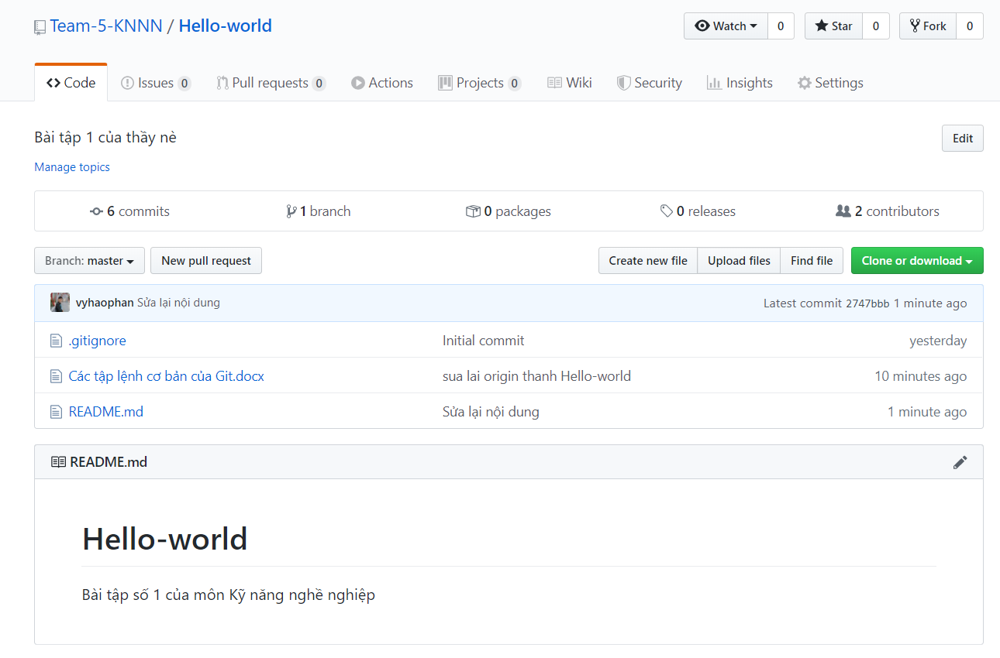 Team-5-KNNN / Hello-world Watch 0 Star 0 Fork 0
Code Issues 0 Pull requests 0 Actions Projects 0 Wiki Security Insights Settings
Bài tập 1 của thầy nè Edit
Manage topics
6 commits 1 branch 0 packages 0 releases 2 contributors
Branch: master New pull request Create new file Upload files Find file Clone or download
vyhaophan Sửa lại nội dung Latest commit 2747bbb 1 minute ago
.gitignore Initial commit yesterday
Các tập lệnh cơ bản của Git.docx sua lai origin thanh Hello-world 10 minutes ago
README.md Sửa lại nội dung 1 minute ago
README.md
Hello-world
Bài tập số 1 của môn Kỹ năng nghề nghiệp